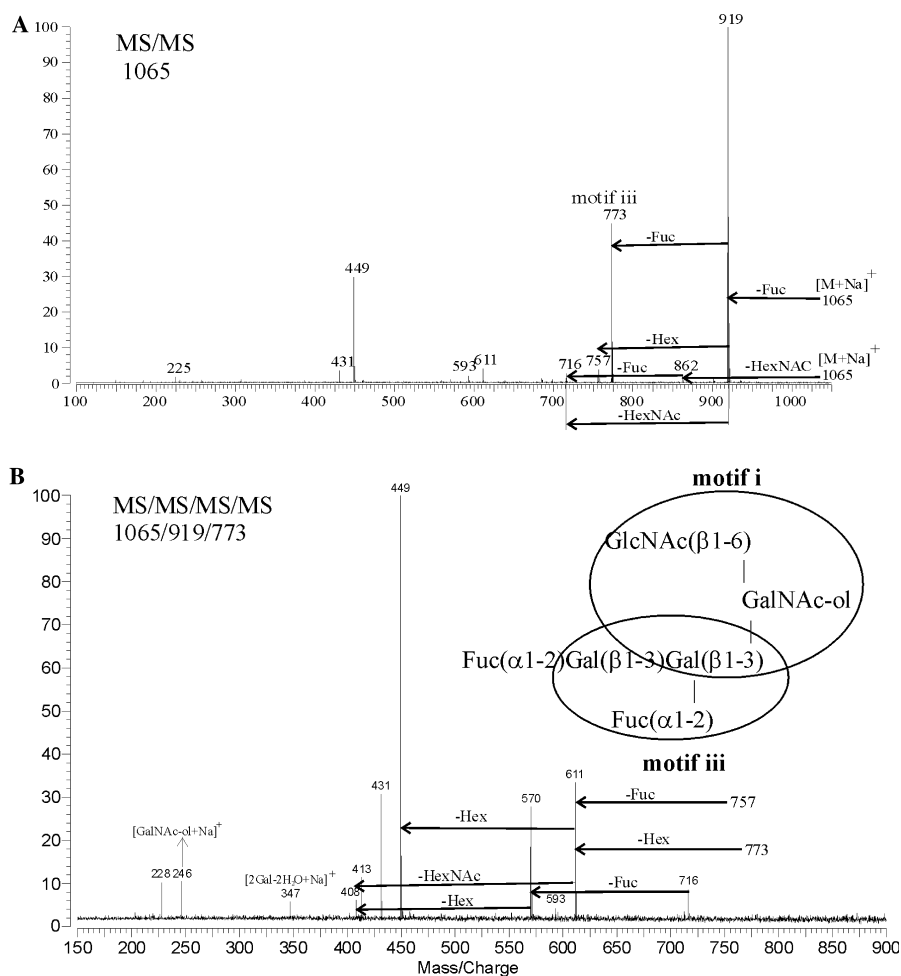 A
MS/MS
1065
919
motif iii
773
-Fuc
-Fuc
[M+Na]+
1065
449
-Hex
431
593
611
225
716
757
-Fuc
862
-HexNAC
[M+Na]+
1065
-HexNAc
100
90
80
70
60
50
40
30
20
10
0
100 200 300 400 500 600 700 800 900 1000
B
MS/MS/MS/MS
1065/919/773
449
motif i
GlcNAc(β1-6)
GalNAc-ol
Fuc(α1-2)Gal(β1-3)Gal(β1-3)
Fuc(α1-2)
motif iii
611
431
570
-Fuc
757
-Hex
-Hex
773
[GalNAc-ol+Na]+
228 246
[2Gal-2H2O+Na]+
347
413
408
-HexNAc
-Hex
-Fuc
716
593
100
90
80
70
60
50
40
30
20
10
0
150 200 250 300 350 400 450 500 550 600 650 700 750 800 850 900
Mass/Charge